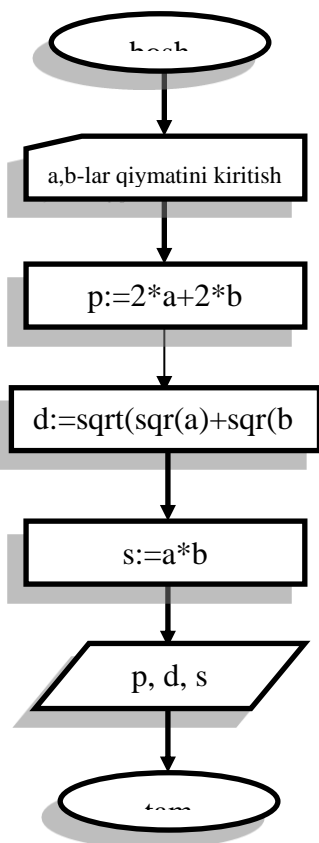 bosh
a,b-lar qiymatini kiritish
p:=2*a+2*b
d:=sqrt(sqr(a)+sqr(b
s:=a*b
p, d, s